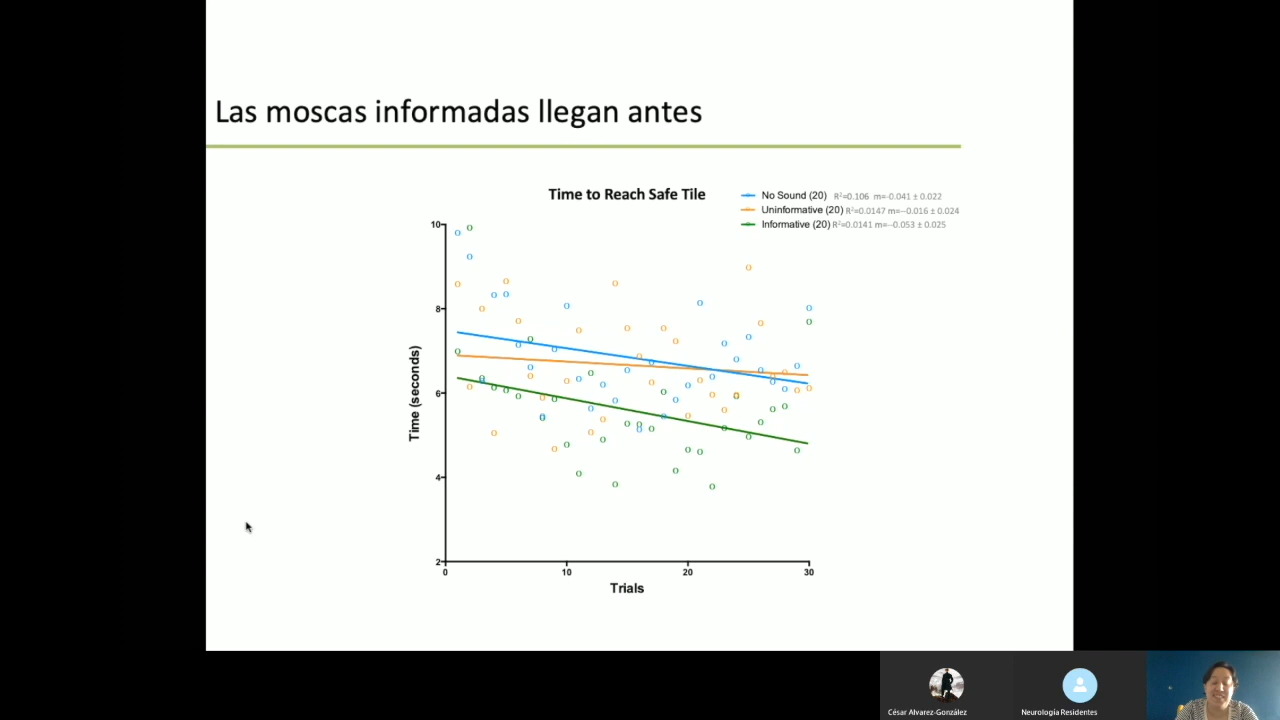 Las moscas informadas llegan antes
Time to Reach Safe Tile
No Sound (20) R²=0.106 m=-0.041 ± 0.022
Uninformative (20) R²=0.0147 m=-0.016 ± 0.024
Informative (20) R²=0.0141 m=-0.053 ± 0.025
Time (seconds)
10
8
6
4
2
0 10 20 30
Trials
César Alvarez-González
Neurología Residentes